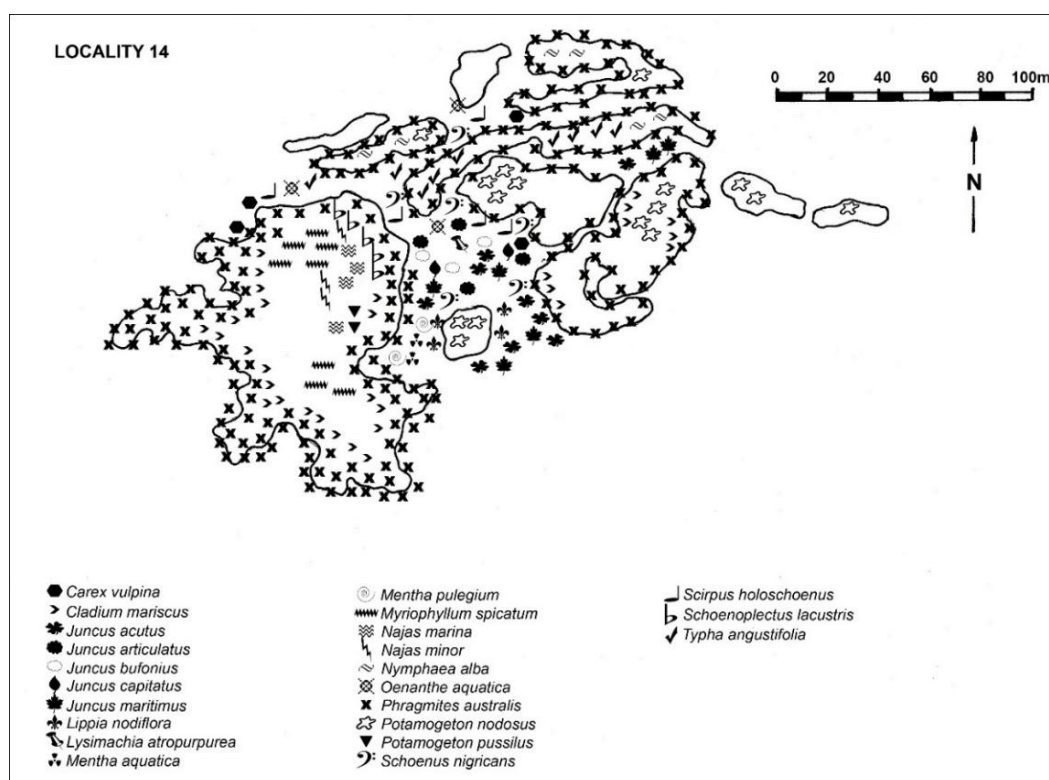 LOCALITY 14
0 20 40 60 80 100m
N
Carex vulpina
Cladium mariscus
Juncus acutus
Juncus articulatus
Juncus bufonius
Juncus capitatus
Juncus maritimus
Lippia nodiflora
Lysimachia atropurpurea
Mentha aquatica
Mentha pulegium
Myriophyllum spicatum
Najas marina
Najas minor
Nymphaea alba
Oenanthe aquatica
Phragmites australis
Potamogeton nodosus
Potamogeton pussilus
Schoenus nigricans
Scirpus holoschoenus
Schoenoplectus lacustris
Typha angustifolia